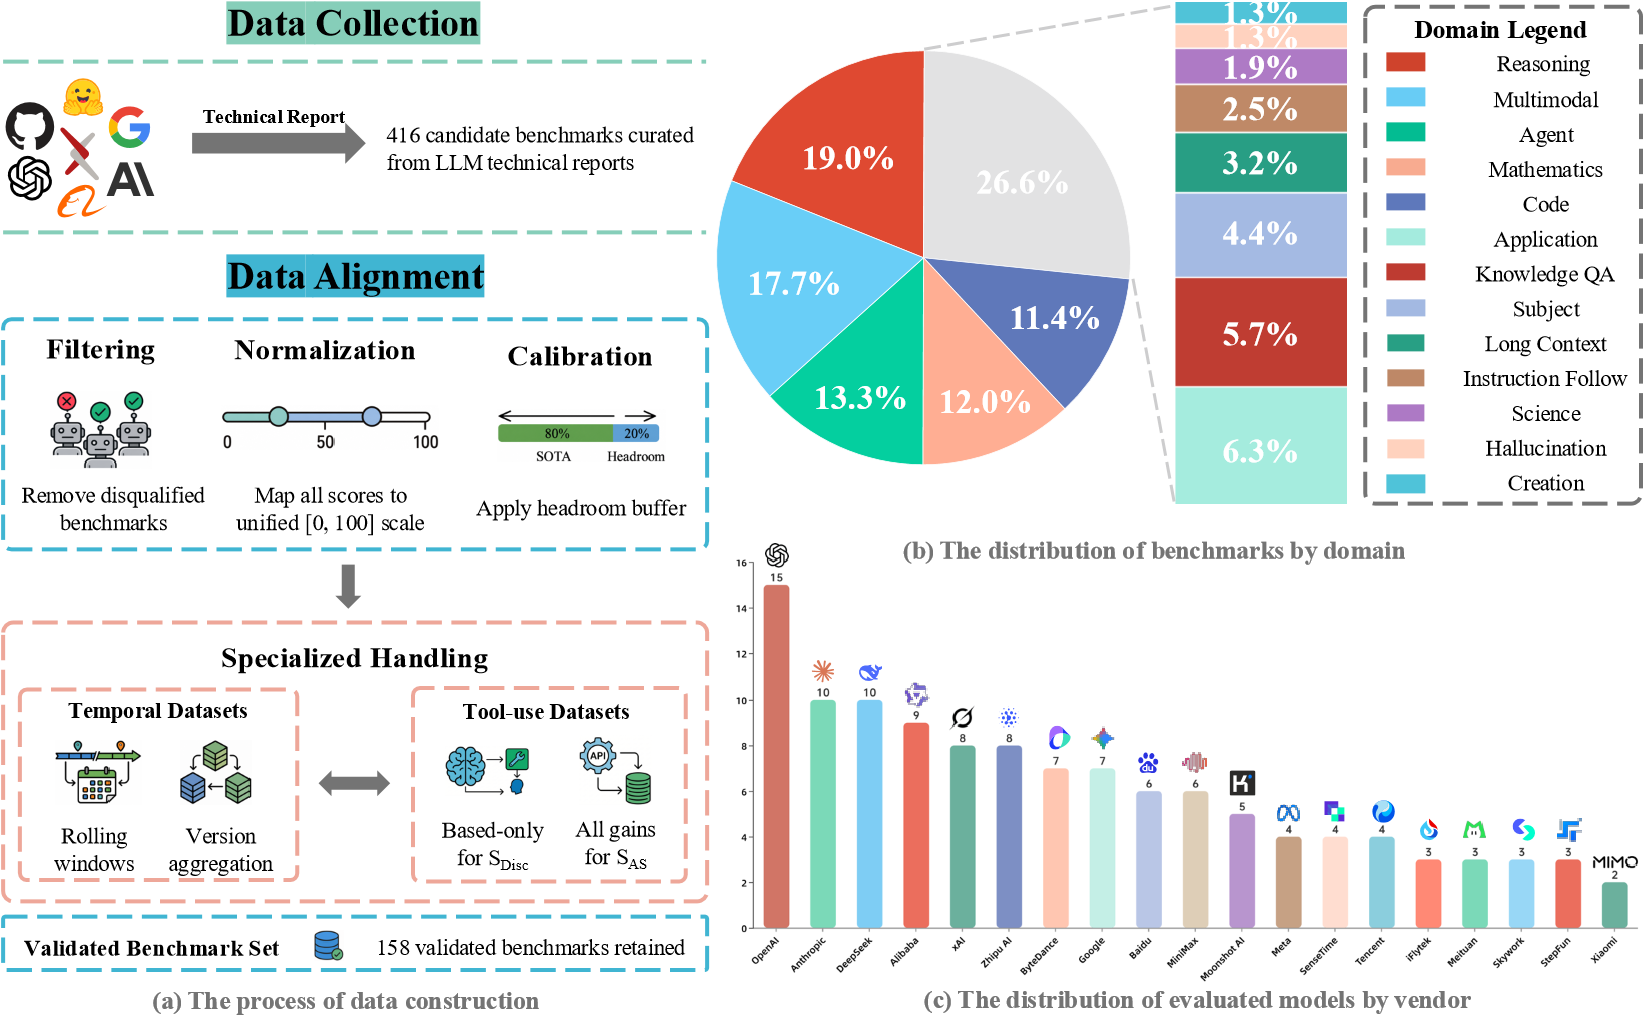 Data Collection
Technical Report
416 candidate benchmarks curated
from LLM technical reports
Data Alignment
Filtering
Normalization
Calibration
0
50
100
80%
20%
SOTA
Headroom
Remove disqualified
benchmarks
Map all scores to
unified [0, 100] scale
Apply headroom buffer
Specialized Handling
Temporal Datasets
Tool-use Datasets
API
Rolling
windows
Version
aggregation
Based-only
for SDisc
All gains
for SAS
Validated Benchmark Set
158 validated benchmarks retained
(a) The process of data construction
19.0%
26.6%
17.7%
11.4%
13.3%
12.0%
1.3%
1.3%
1.9%
2.5%
3.2%
4.4%
5.7%
6.3%
Domain Legend
Reasoning
Multimodal
Agent
Mathematics
Code
Application
Knowledge QA
Subject
Long Context
Instruction Follow
Science
Hallucination
Creation
(b) The distribution of benchmarks by domain
16
14
12
10
8
6
4
2
0
15
10
10
9
8
8
7
7
6
6
5
4
4
4
3
3
3
3
2
du
MIMO
OpenAI
Anthropic
DeepSeek
Alibaba
xAI
Zhipu AI
ByteDance
Google
Baidu
MiniMax
Moonshot AI
Meta
SenseTime
Tencent
iFlytek
Meituan
Skywork
StepFun
Xiaomi
(c) The distribution of evaluated models by vendor